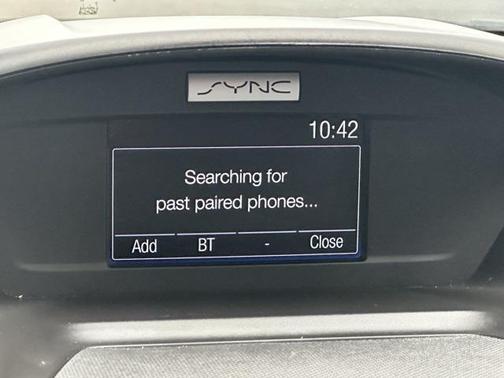 SYNC
10:42
Searching for
past paired phones...
Add BT - Close